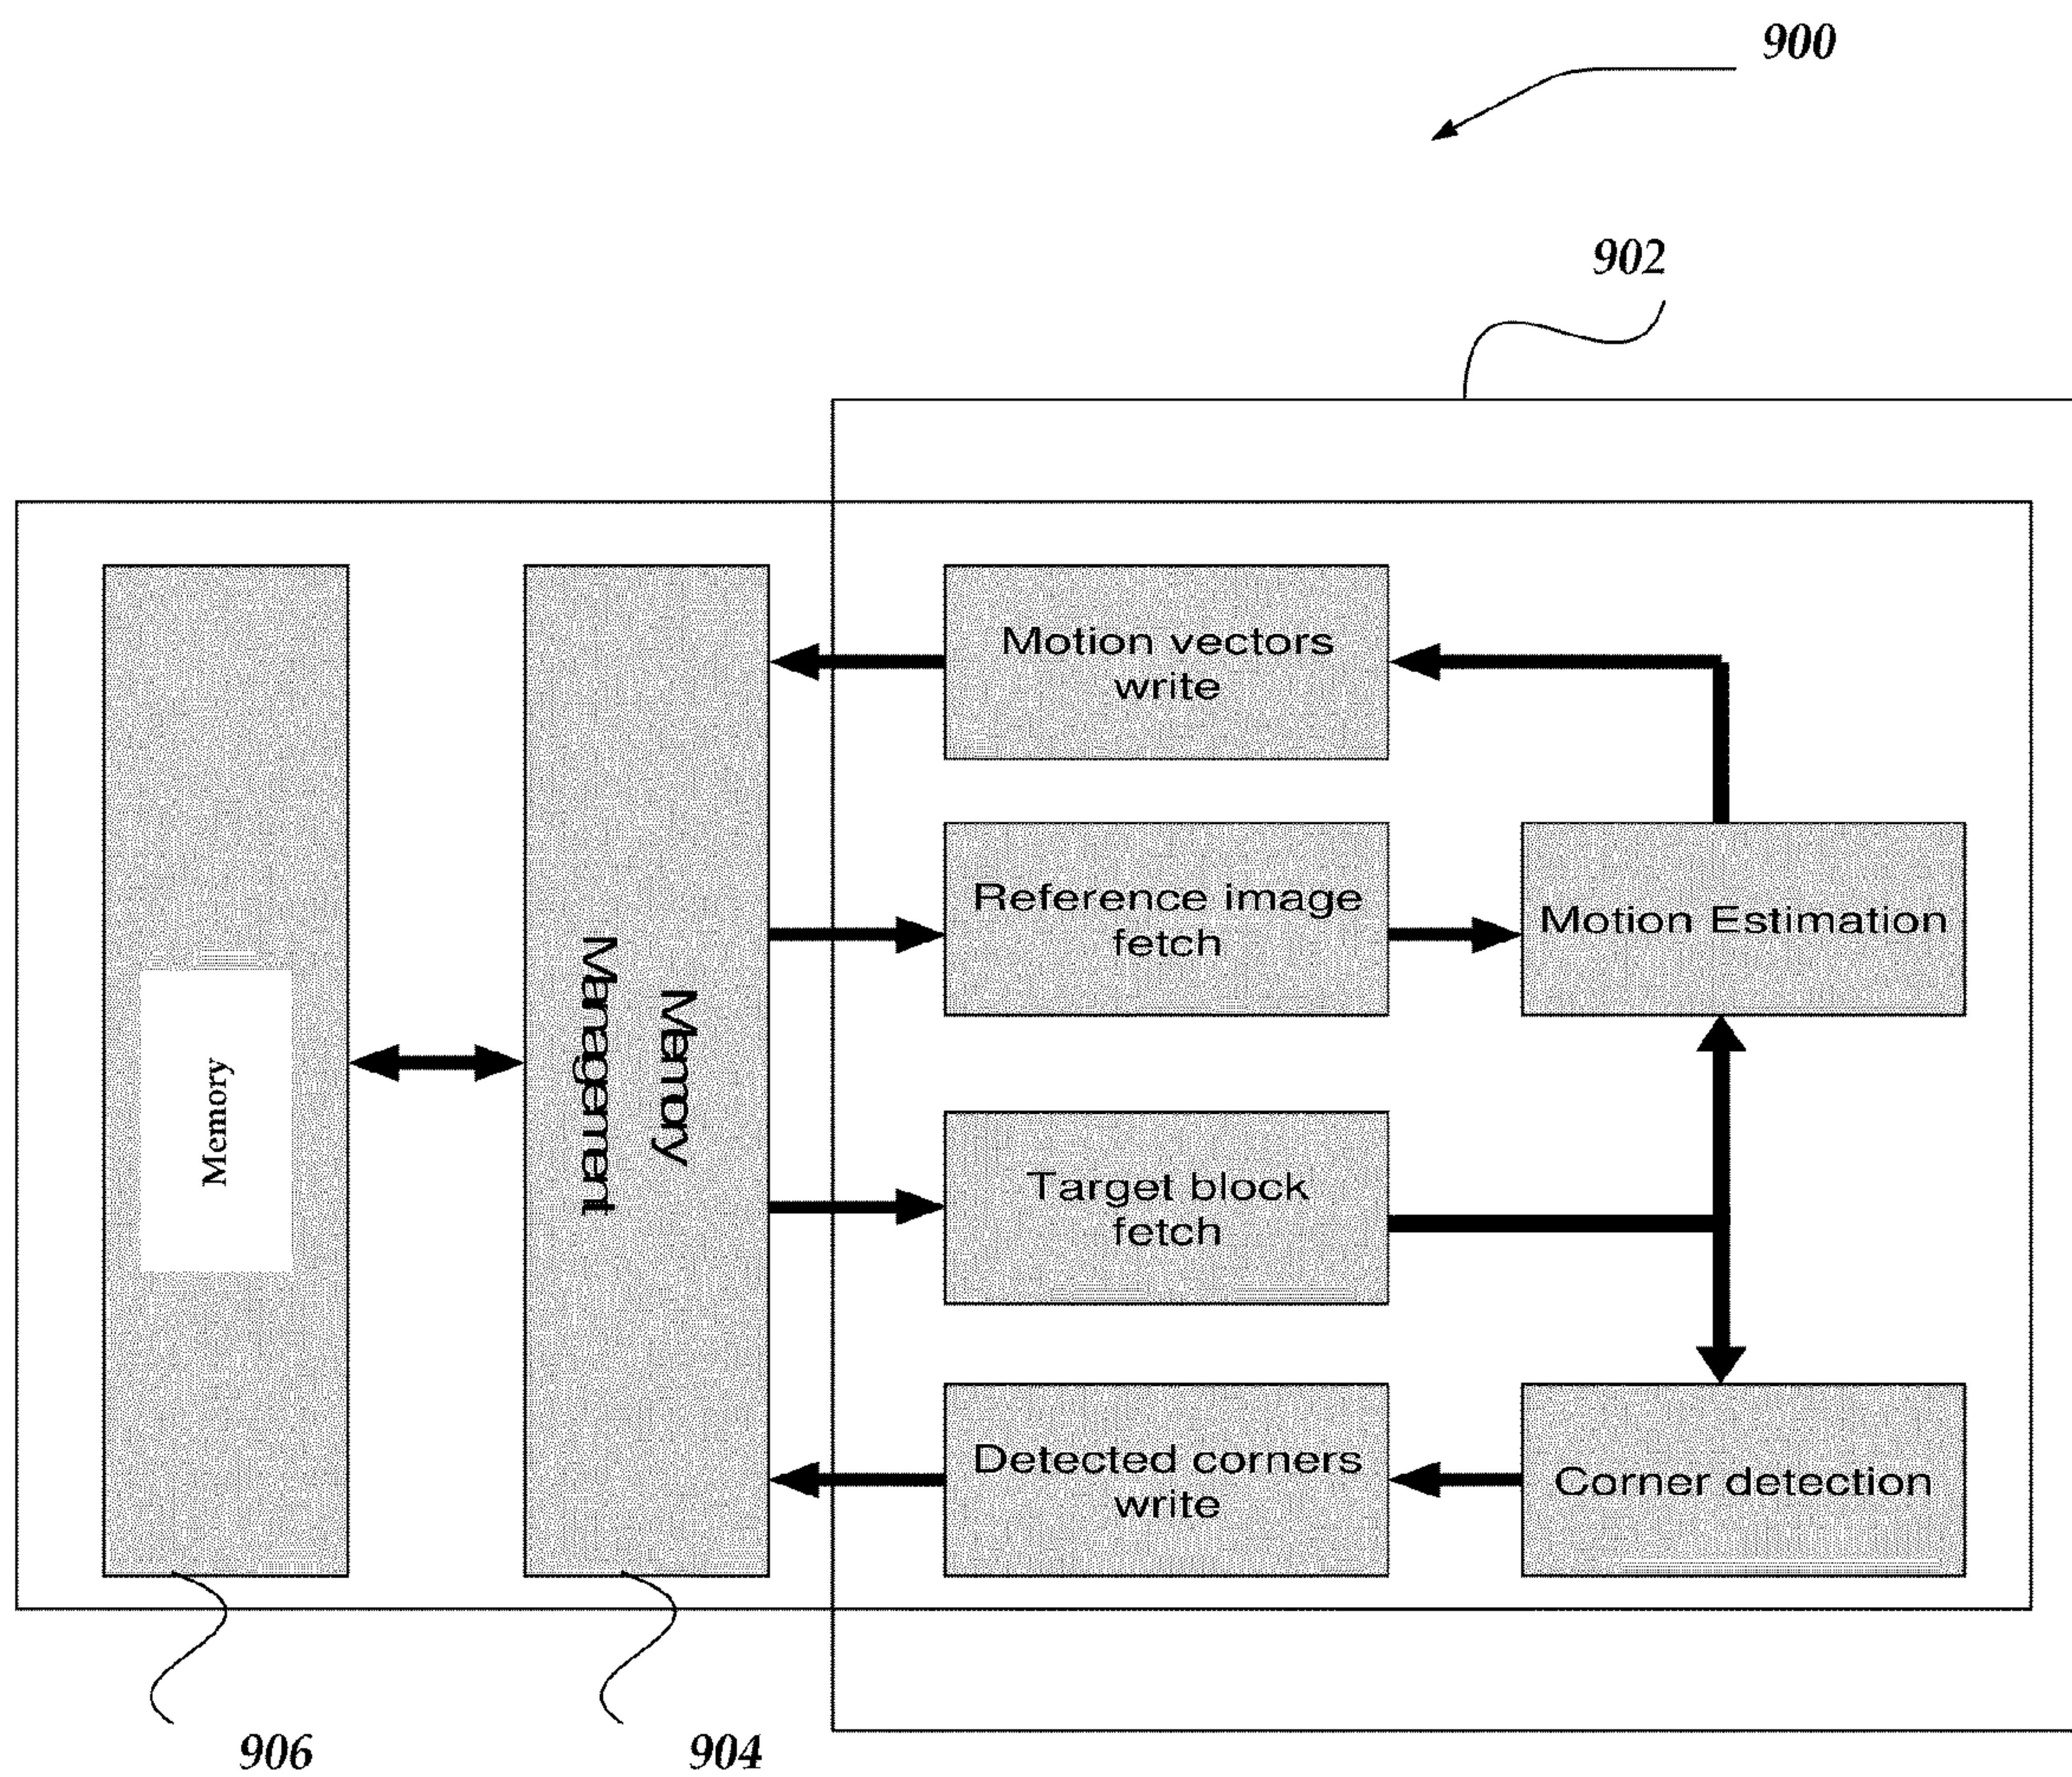 900
902
Motion vectors
write
Reference image
fetch
Motion Estimation
Memory
Management
Memory
Target block
fetch
Detected corners
write
Corner detection
906
904